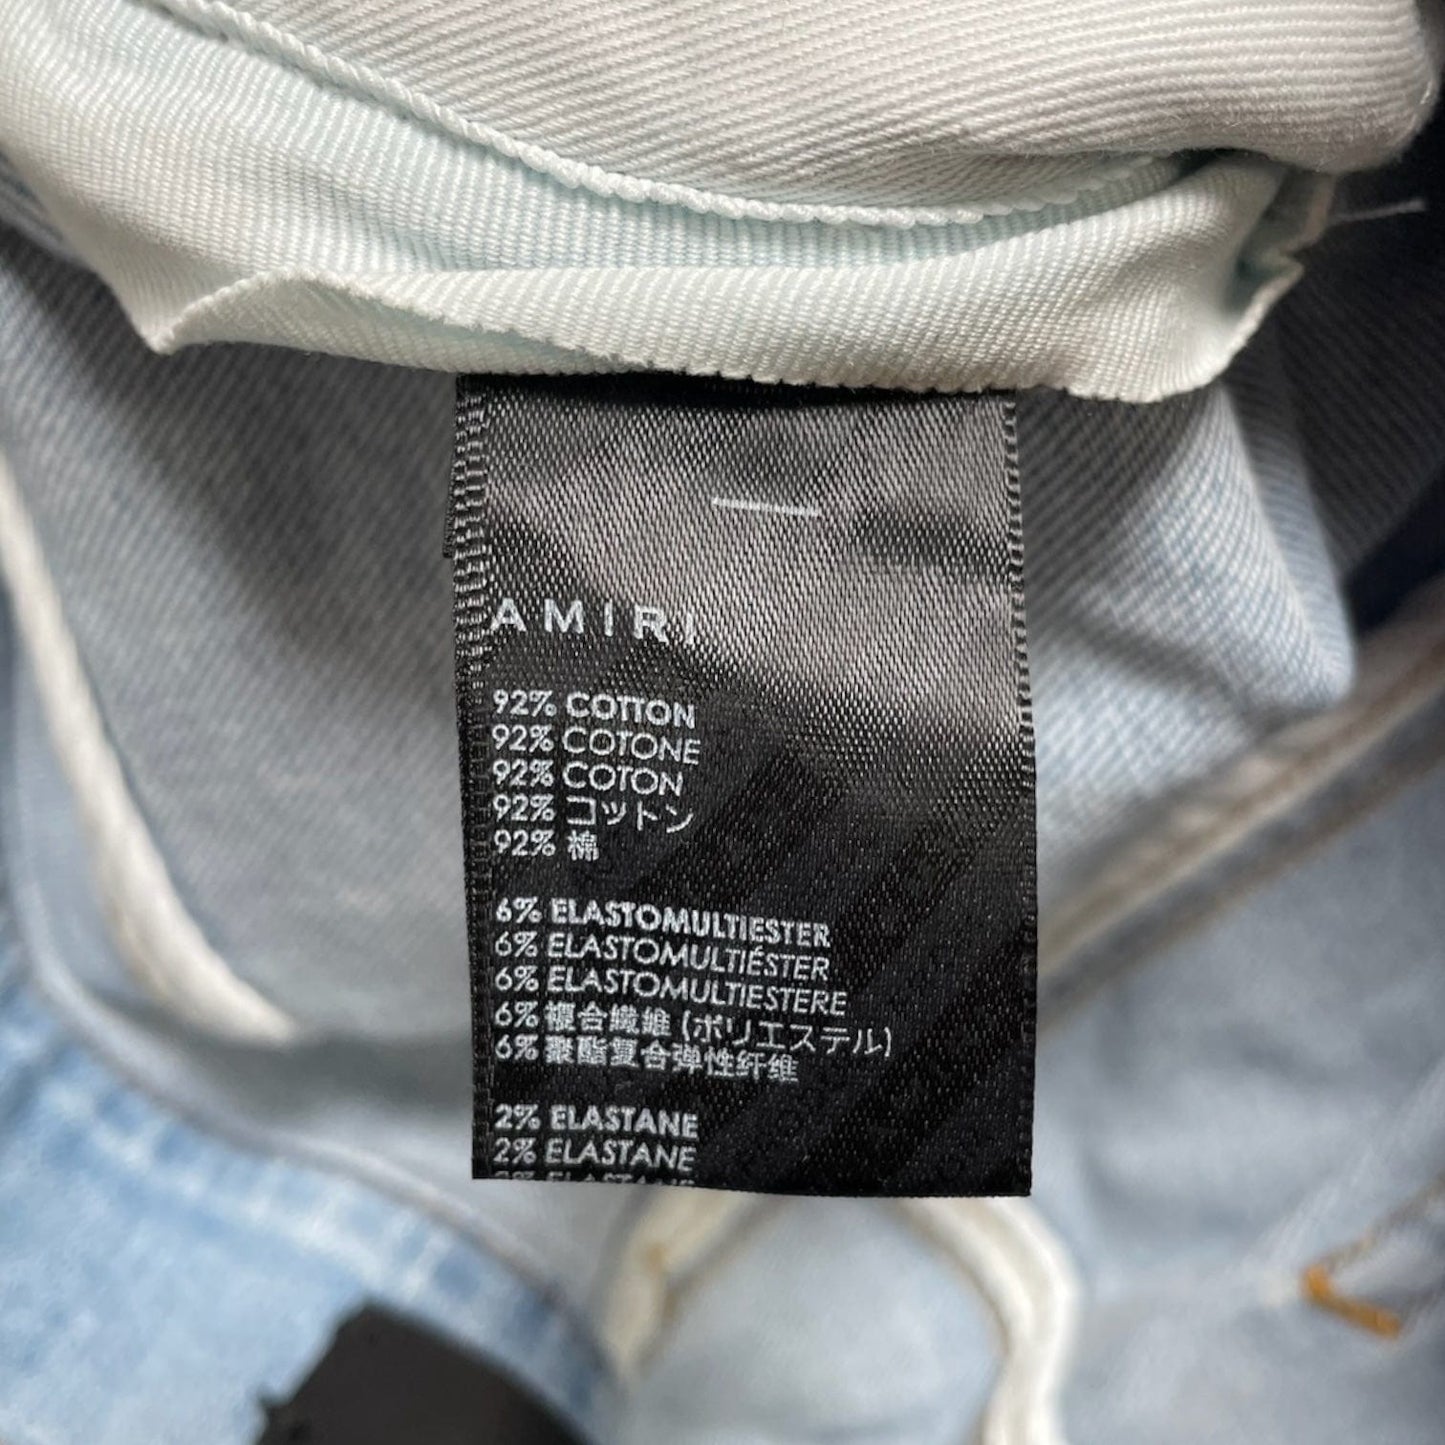 AMIRI
92% COTTON
92% COTONE
92% COTON
92% コットン
92% 棉
6% ELASTOMULTIESTER
6% ELASTOMULTIÉSTER
6% ELASTOMULTIESTERE
6% 複合繊維 (ポリエステル)
6% 聚酯复合弹性纤维
2% ELASTANE
2% ELASTANE
2% ELASTANE